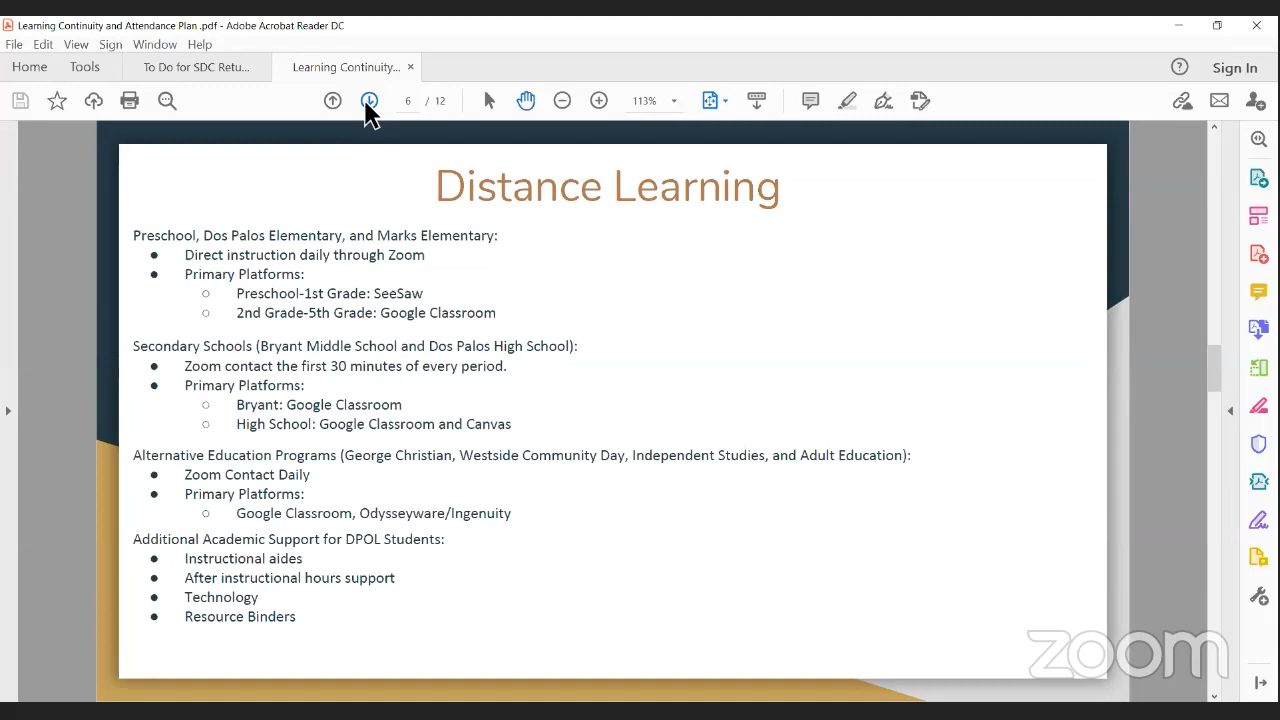 Learning Continuity and Attendance Plan .pdf - Adobe Acrobat Reader DC
File Edit View Sign Window Help
Home Tools To Do for SDC Retu... Learning Continuity... ×
Sign In
6 / 12 113%
Distance Learning
Preschool, Dos Palos Elementary, and Marks Elementary:
● Direct instruction daily through Zoom
● Primary Platforms:
○ Preschool-1st Grade: SeeSaw
○ 2nd Grade-5th Grade: Google Classroom
Secondary Schools (Bryant Middle School and Dos Palos High School):
● Zoom contact the first 30 minutes of every period.
● Primary Platforms:
○ Bryant: Google Classroom
○ High School: Google Classroom and Canvas
Alternative Education Programs (George Christian, Westside Community Day, Independent Studies, and Adult Education):
● Zoom Contact Daily
● Primary Platforms:
○ Google Classroom, Odysseyware/Ingenuity
Additional Academic Support for DPOL Students:
● Instructional aides
● After instructional hours support
● Technology
● Resource Binders
zoom